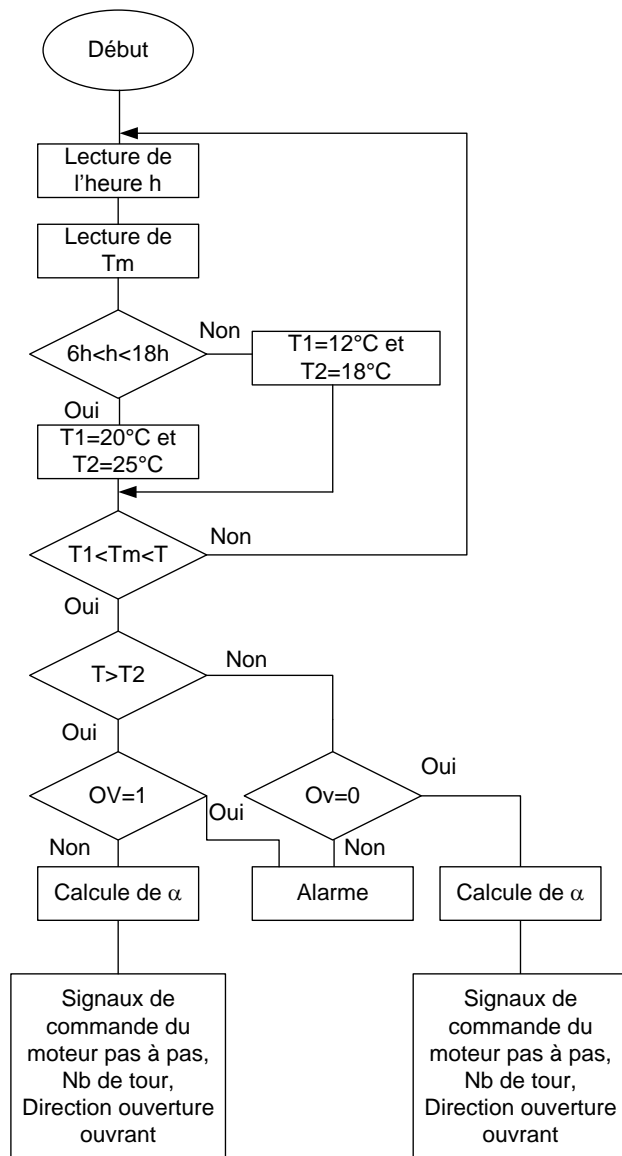 Début
Lecture de
l'heure h
Lecture de
Tm
6h<h<18h
Non
T1=12°C et
T2=18°C
Oui
T1=20°C et
T2=25°C
T1<Tm<T
Non
Oui
T>T2
Non
Oui
OV=1
Oui
Non
Ov=0
Oui
Non
Calcule de α
Alarme
Calcule de α
Signaux de
commande du
moteur pas à pas,
Nb de tour,
Direction ouverture
ouvrant
Signaux de
commande du
moteur pas à pas,
Nb de tour,
Direction ouverture
ouvrant